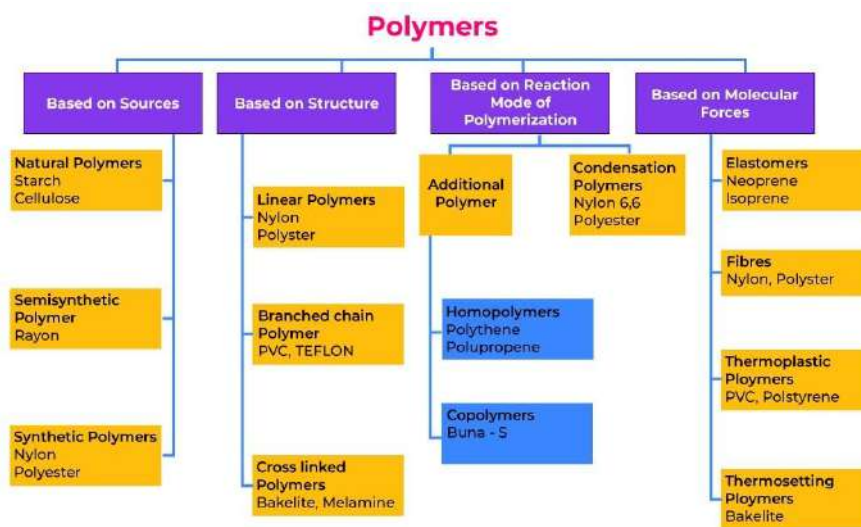 Polymers
Based on Sources
Based on Structure
Based on Reaction
Mode of
Polymerization
Based on Molecular
Forces
Natural Polymers
Starch
Cellulose
Semisynthetic
Polymer
Rayon
Synthetic Polymers
Nylon
Polyester
Linear Polymers
Nylon
Polyster
Branched chain
Polymer
PVC, TEFLON
Cross linked
Polymers
Bakelite, Melamine
Additional
Polymer
Condensation
Polymers
Nylon 6,6
Polyester
Homopolymers
Polythene
Polupropene
Copolymers
Buna - S
Elastomers
Neoprene
Isoprene
Fibres
Nylon, Polyster
Thermoplastic
Ploymers
PVC, Polstyrene
Thermosetting
Ploymers
Bakelite